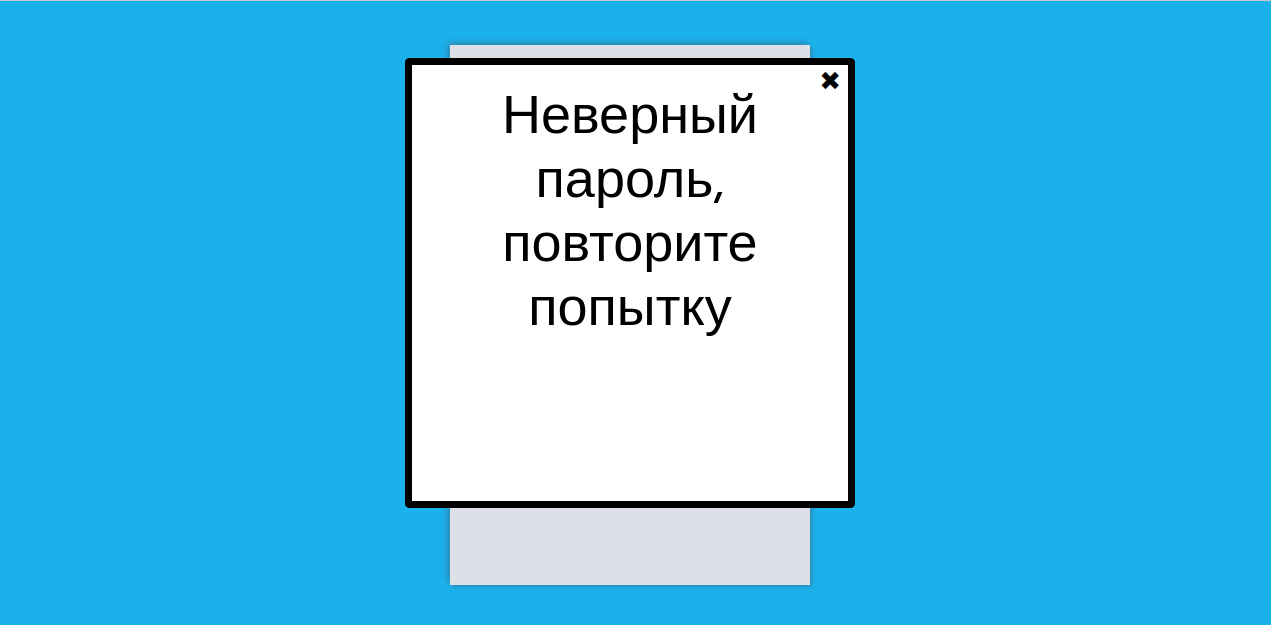 ✖
Неверный
пароль,
повторите
попытку